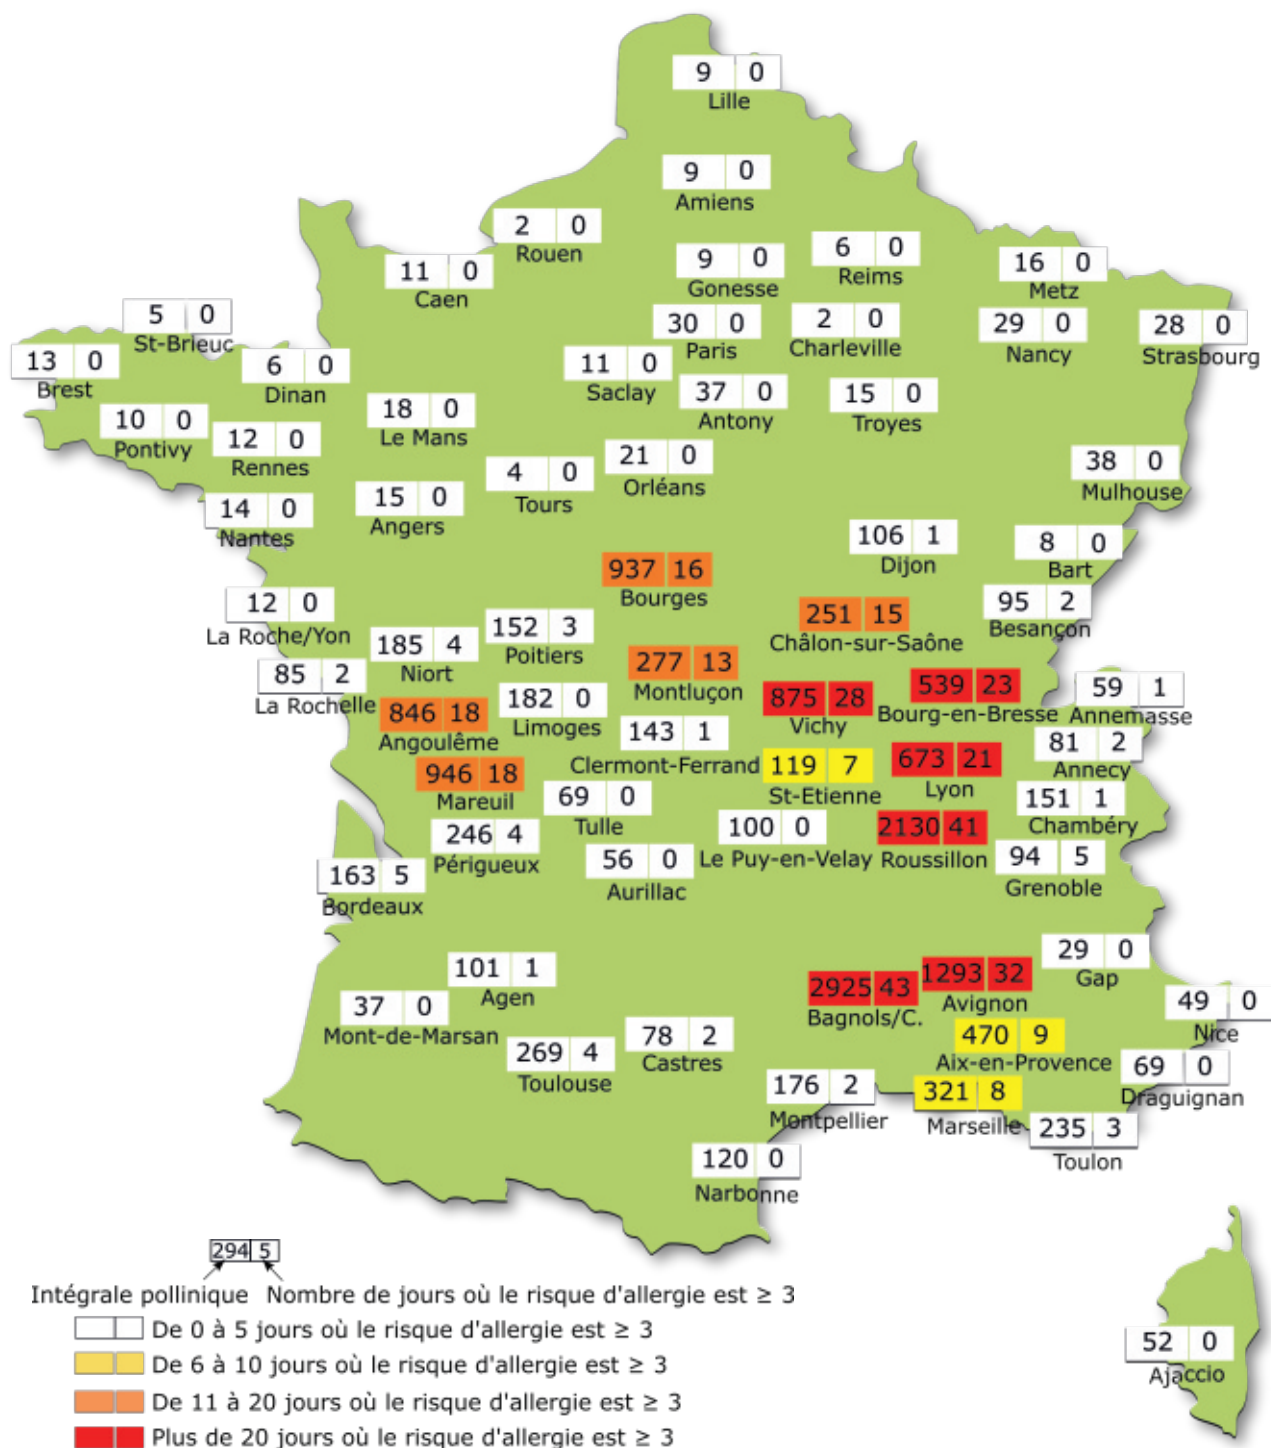 9 0
Lille
9 0
Amiens
2 0
Rouen
11 0
Caen
9 0
Gonesse
6 0
Reims
16 0
Metz
5 0
St-Brieuc
30 0
Paris
2 0
Charleville
29 0
Nancy
28 0
Strasbourg
13 0
Brest
6 0
Dinan
11 0
Saclay
37 0
Antony
15 0
Troyes
10 0
Pontivy
12 0
Rennes
18 0
Le Mans
4 0
Tours
21 0
Orléans
38 0
Mulhouse
14 0
Nantes
15 0
Angers
106 1
Dijon
8 0
Bart
937 16
Bourges
251 15
Châlon-sur-Saône
95 2
Besançon
12 0
La Roche/Yon
185 4
Niort
152 3
Poitiers
277 13
Montluçon
85 2
La Rochelle
846 18
Angoulême
182 0
Limoges
875 28
Vichy
539 23
Bourg-en-Bresse
59 1
Annemasse
143 1
Clermont-Ferrand
119 7
St-Etienne
673 21
Lyon
81 2
Annecy
946 18
Mareuil
69 0
Tulle
151 1
Chambéry
246 4
Périgueux
100 0
Le Puy-en-Velay
2130 41
Roussillon
94 5
Grenoble
163 5
Bordeaux
56 0
Aurillac
29 0
Gap
101 1
Agen
2925 43
Bagnols/C.
1293 32
Avignon
49 0
Nice
37 0
Mont-de-Marsan
269 4
Toulouse
78 2
Castres
470 9
Aix-en-Provence
69 0
Draguignan
176 2
Montpellier
321 8
Marseille
235 3
Toulon
120 0
Narbonne
52 0
Ajaccio
294 5
Intégrale pollinique Nombre de jours où le risque d'allergie est ≥ 3
De 0 à 5 jours où le risque d'allergie est ≥ 3
De 6 à 10 jours où le risque d'allergie est ≥ 3
De 11 à 20 jours où le risque d'allergie est ≥ 3
Plus de 20 jours où le risque d'allergie est ≥ 3